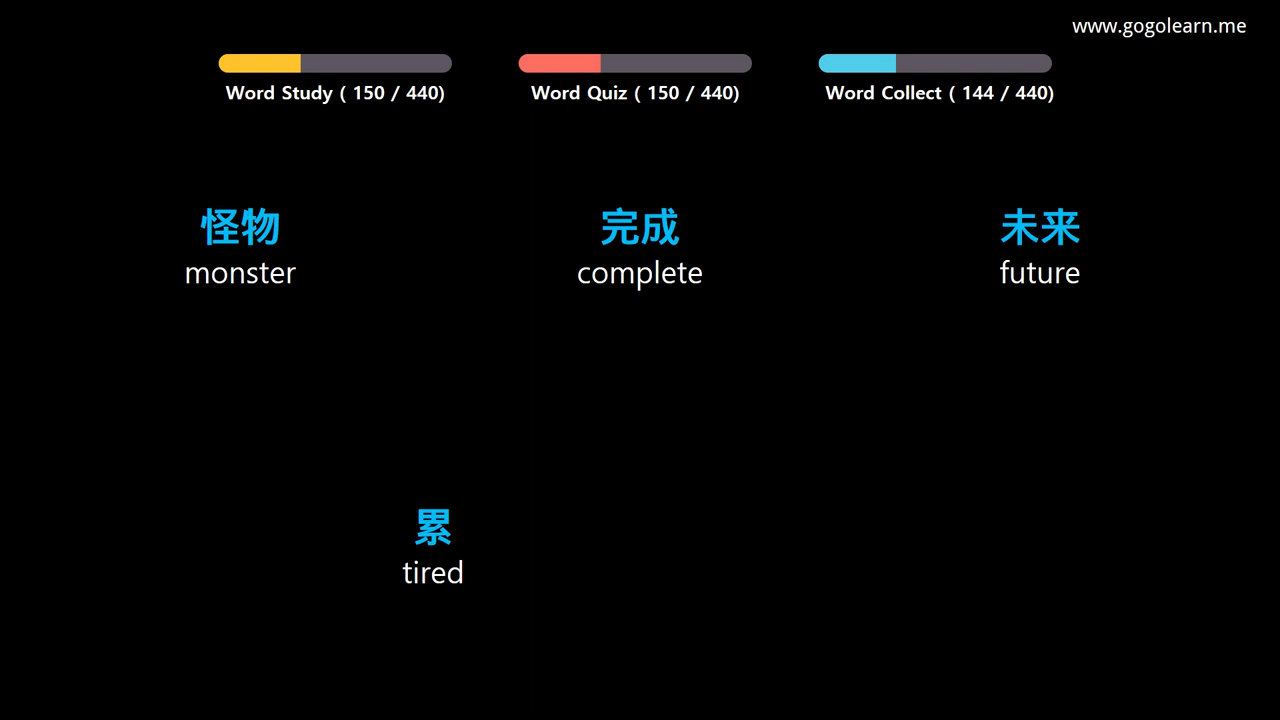 www.gogolearn.me
Word Study ( 150 / 440)
Word Quiz ( 150 / 440)
Word Collect ( 144 / 440)
怪物
monster
完成
complete
未来
future
累
tired